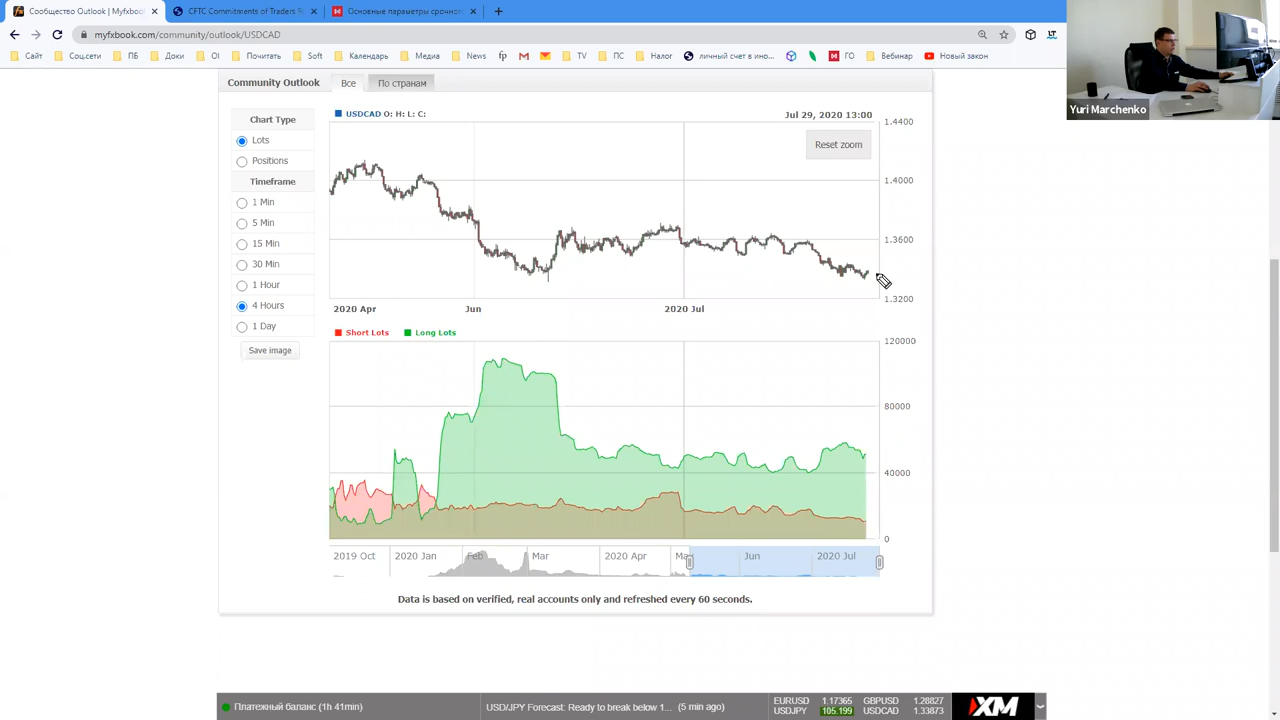 Сообщество Outlook | Myfxb
CFTC Commitments of Traders R
Основные параметры срочног
myfxbook.com/community/outlook/USDCAD
Сайт
Соц.сети
ПБ
Доки
OI
Почитать
Soft
Календарь
Медиа
News
fp
TV
ПС
Налог
личный счет в ино...
ГО
Вебинар
Новый закон
LT
Yuri Marchenko
Community Outlook
Все
По странам
Chart Type
Lots
Positions
Timeframe
1 Min
5 Min
15 Min
30 Min
1 Hour
4 Hours
1 Day
Save image
USDCAD O: H: L: C:
Jul 29, 2020 13:00
Reset zoom
1.4400
1.4000
1.3600
1.3200
2020 Apr
Jun
2020 Jul
Short Lots
Long Lots
120000
80000
40000
0
2019 Oct
2020 Jan
Feb
Mar
2020 Apr
Ma
Jun
2020 Jul
Data is based on verified, real accounts only and refreshed every 60 seconds.
Платежный баланс (1h 41min)
USD/JPY Forecast: Ready to break below 1... (5 min ago)
EURUSD 1.17365 GBPUSD 1.28827
USDJPY 105.199 USDCAD 1.33873
XM